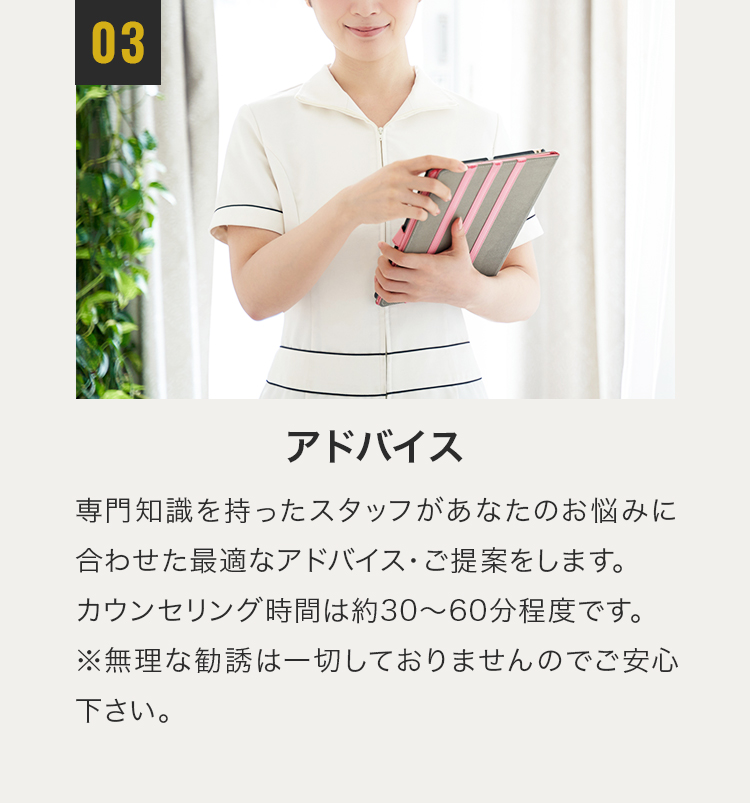 03
アドバイス
専門知識を持ったスタッフがあなたのお悩みに
合わせた最適なアドバイス･ご提案をします。
カウンセリング時間は約30〜60分程度です。
※無理な勧誘は一切しておりませんのでご安心
下さい。